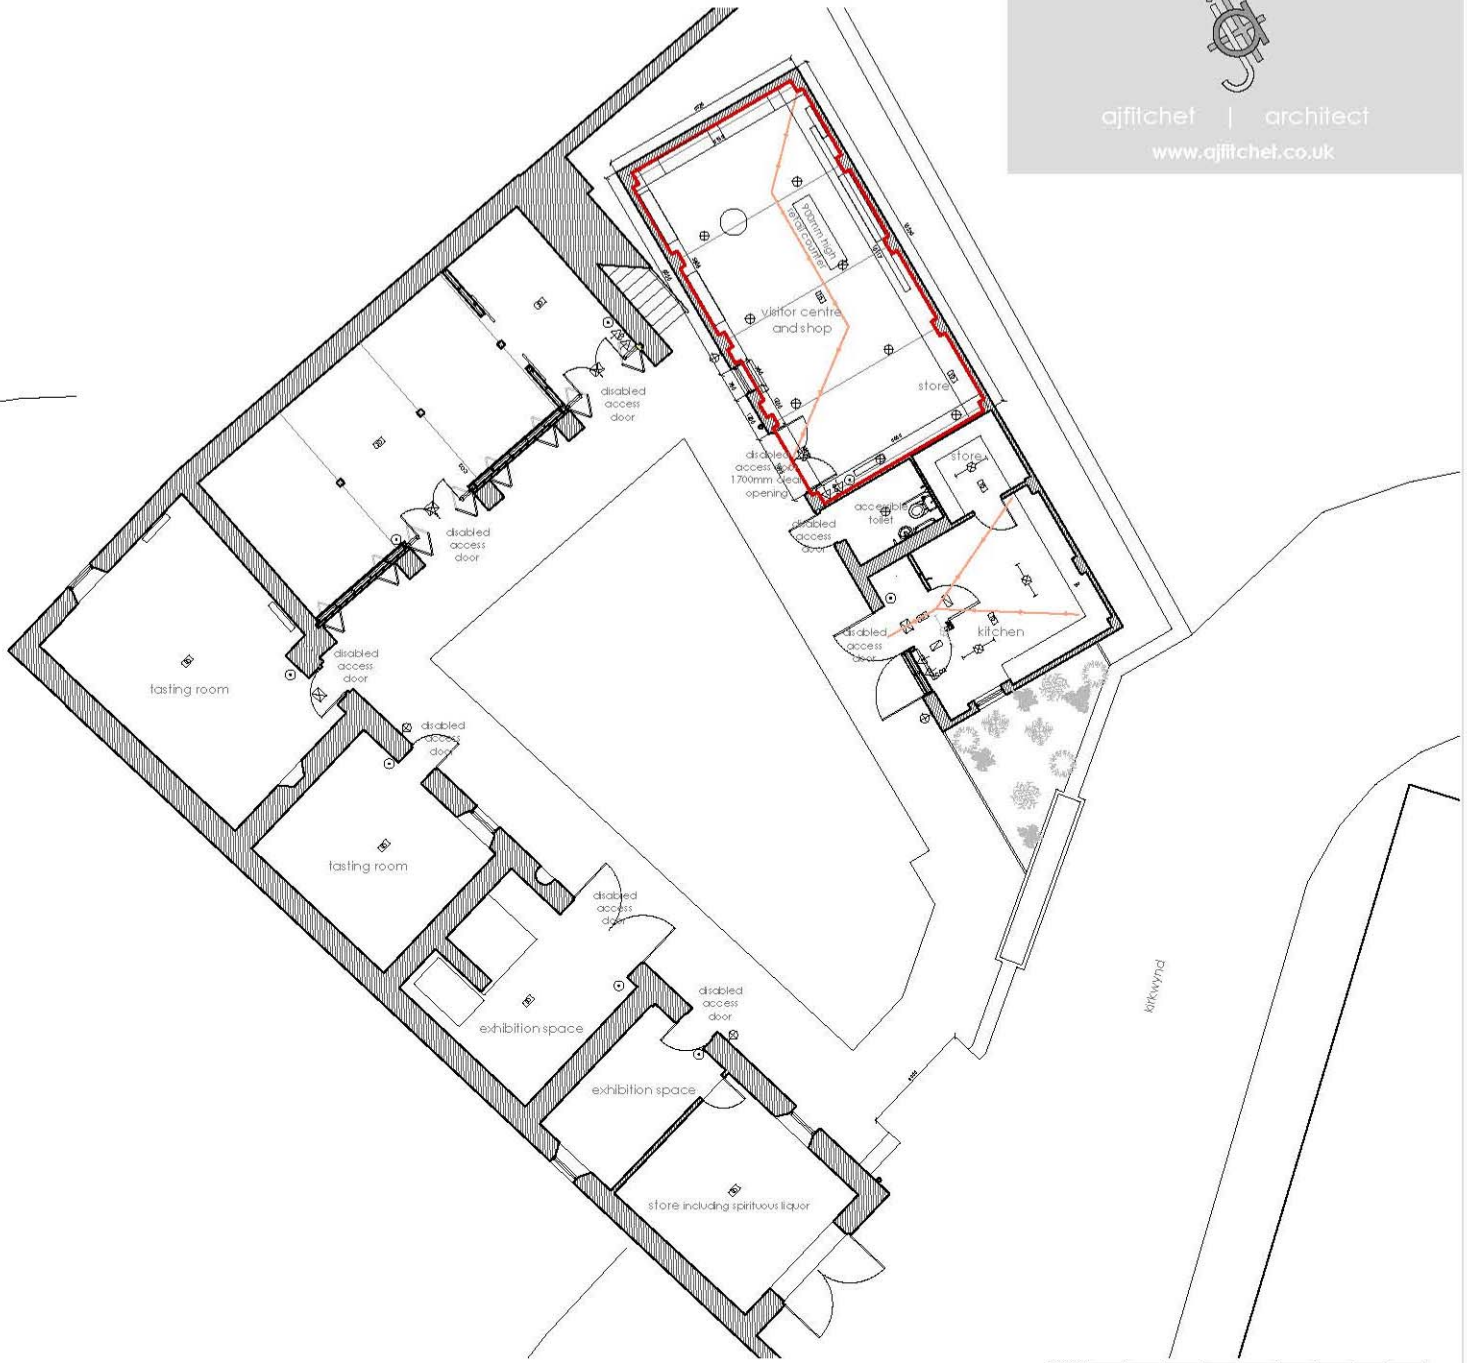 ajfitchet | architect
www.ajfitchet.co.uk
900mm high
retail counter
visitor centre
and shop
store
disabled
access
door
disabled
access door
1700mm clear
opening
store
accessible
toilet
disabled
access
door
disabled
access
door
disabled
access
door
kitchen
disabled
access
door
tasting room
disabled
access
door
tasting room
disabled
access
door
kirkwynd
disabled
access
door
exhibition space
exhibition space
store including spirituous liquor